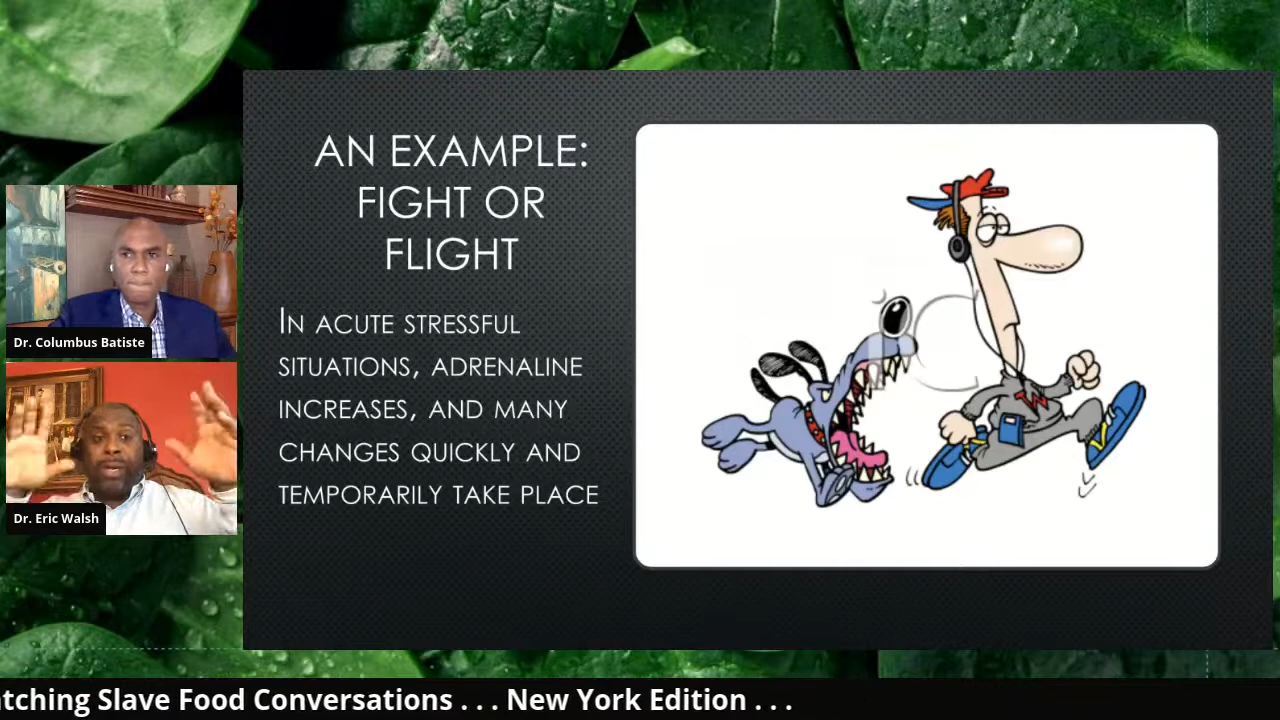 AN EXAMPLE:
FIGHT OR
FLIGHT
IN ACUTE STRESSFUL
SITUATIONS, ADRENALINE
INCREASES, AND MANY
CHANGES QUICKLY AND
TEMPORARILY TAKE PLACE
Dr. Columbus Batiste
Dr. Eric Walsh
W
atching Slave Food Conversations . . . New York Edition . . .